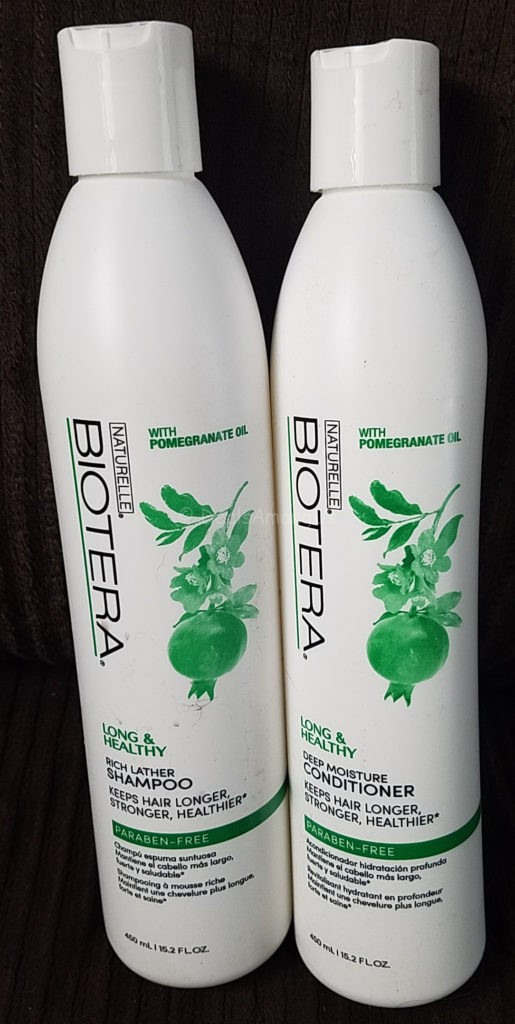 NATURELLE®
BIOTERA®
WITH
POMEGRANATE OIL
LONG &
HEALTHY
RICH LATHER
SHAMPOO
KEEPS HAIR LONGER,
STRONGER, HEALTHIER*
PARABEN-FREE
Champú espuma suntuosa
Mantiene el cabello más largo,
fuerte y saludable*
Shampooing à mousse riche
Maintient une chevelure plus longue,
forte et saine*
450 mL | 15.2 FL.OZ.
NATURELLE®
BIOTERA®
WITH
POMEGRANATE OIL
LONG &
HEALTHY
DEEP MOISTURE
CONDITIONER
KEEPS HAIR LONGER,
STRONGER, HEALTHIER*
PARABEN-FREE
Acondicionador hidratación profunda
Mantiene el cabello más largo,
fuerte y saludable*
Revitalisant hydratant en profondeur
Maintient une chevelure plus longue,
forte et saine*
450 mL | 15.2 FL.OZ.